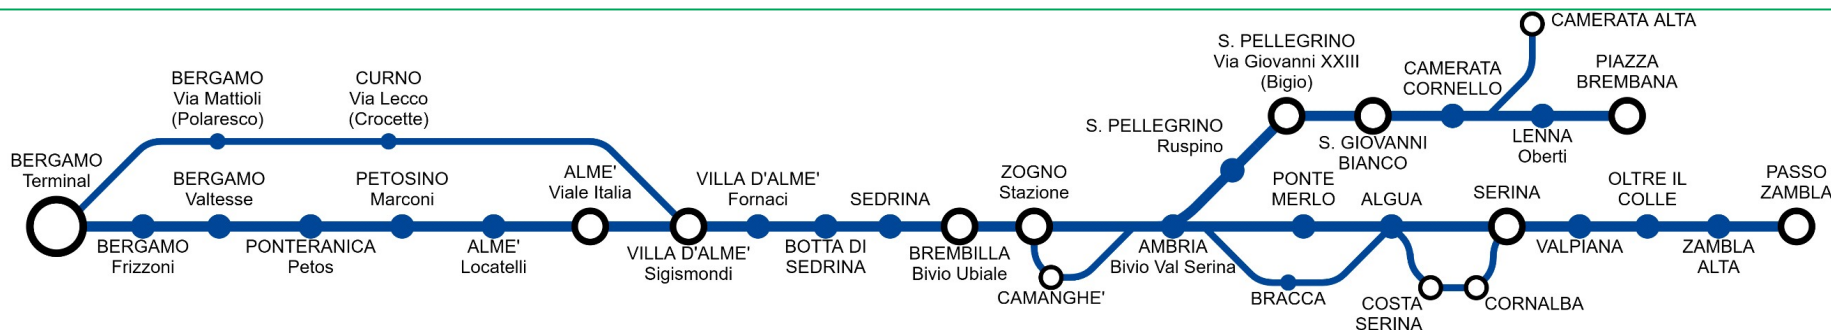 BERGAMO
Terminal
BERGAMO
Via Mattioli
(Polaresco)
CURNO
Via Lecco
(Crocette)
BERGAMO
Frizzoni
BERGAMO
Valtesse
PONTERANICA
Petos
PETOSINO
Marconi
ALME'
Locatelli
ALME'
Viale Italia
VILLA D'ALME'
Sigismondi
VILLA D'ALME'
Fornaci
BOTTA DI
SEDRINA
SEDRINA
BREMBILLA
Bivio Ubiale
ZOGNO
Stazione
CAMANGHE'
AMBRIA
Bivio Val Serina
S. PELLEGRINO
Ruspino
S. PELLEGRINO
Via Giovanni XXIII
(Bigio)
S. GIOVANNI
BIANCO
CAMERATA
CORNELLO
CAMERATA ALTA
LENNA
Oberti
PIAZZA
BREMBANA
PONTE
MERLO
BRACCA
ALGUA
COSTA
SERINA
CORNALBA
SERINA
VALPIANA
OLTRE IL
COLLE
ZAMBLA
ALTA
PASSO
ZAMBLA